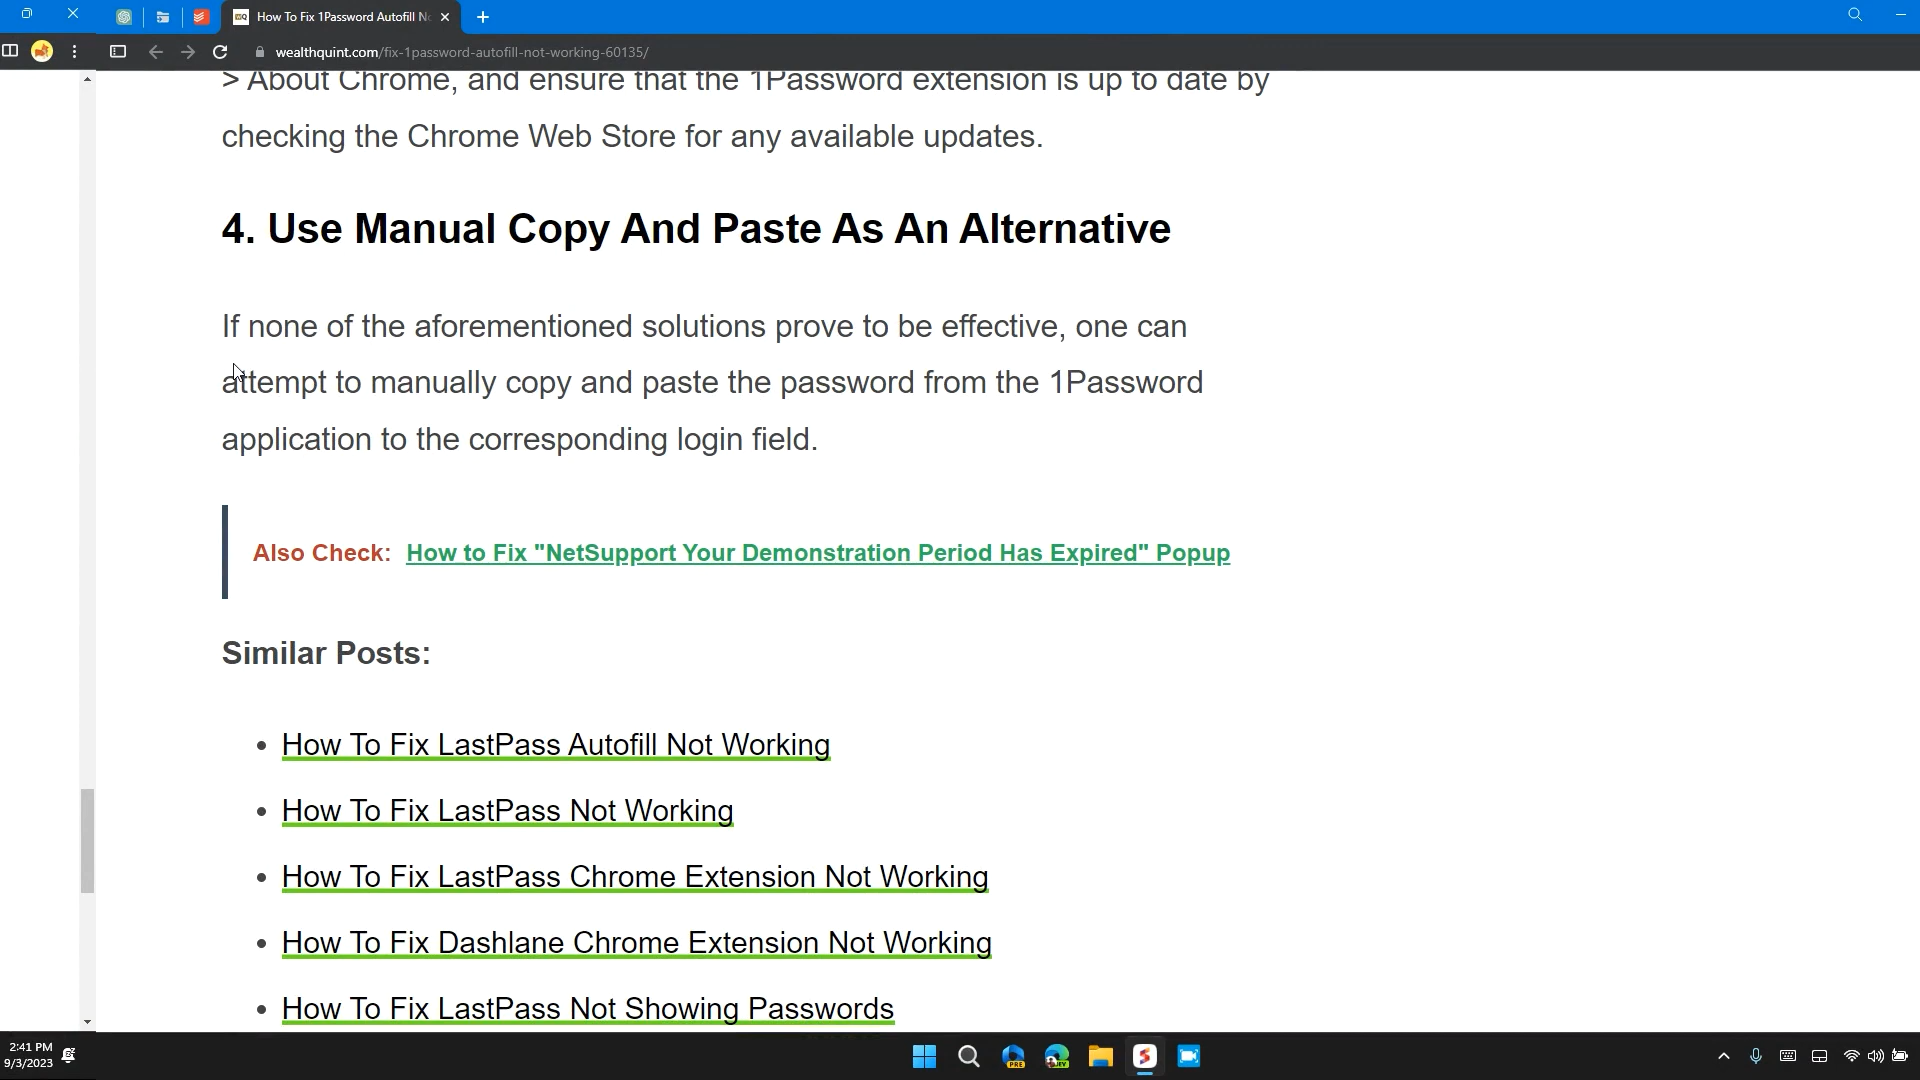 How To Fix 1Password Autofill No
wealthquint.com/fix-1password-autofill-not-working-60135/
> About Chrome, and ensure that the 1Password extension is up to date by
checking the Chrome Web Store for any available updates.
4. Use Manual Copy And Paste As An Alternative
If none of the aforementioned solutions prove to be effective, one can
attempt to manually copy and paste the password from the 1Password
application to the corresponding login field.
Also Check: How to Fix "NetSupport Your Demonstration Period Has Expired" Popup
Similar Posts:
How To Fix LastPass Autofill Not Working
How To Fix LastPass Not Working
How To Fix LastPass Chrome Extension Not Working
How To Fix Dashlane Chrome Extension Not Working
How To Fix LastPass Not Showing Passwords
2:41 PM
9/3/2023
PRE